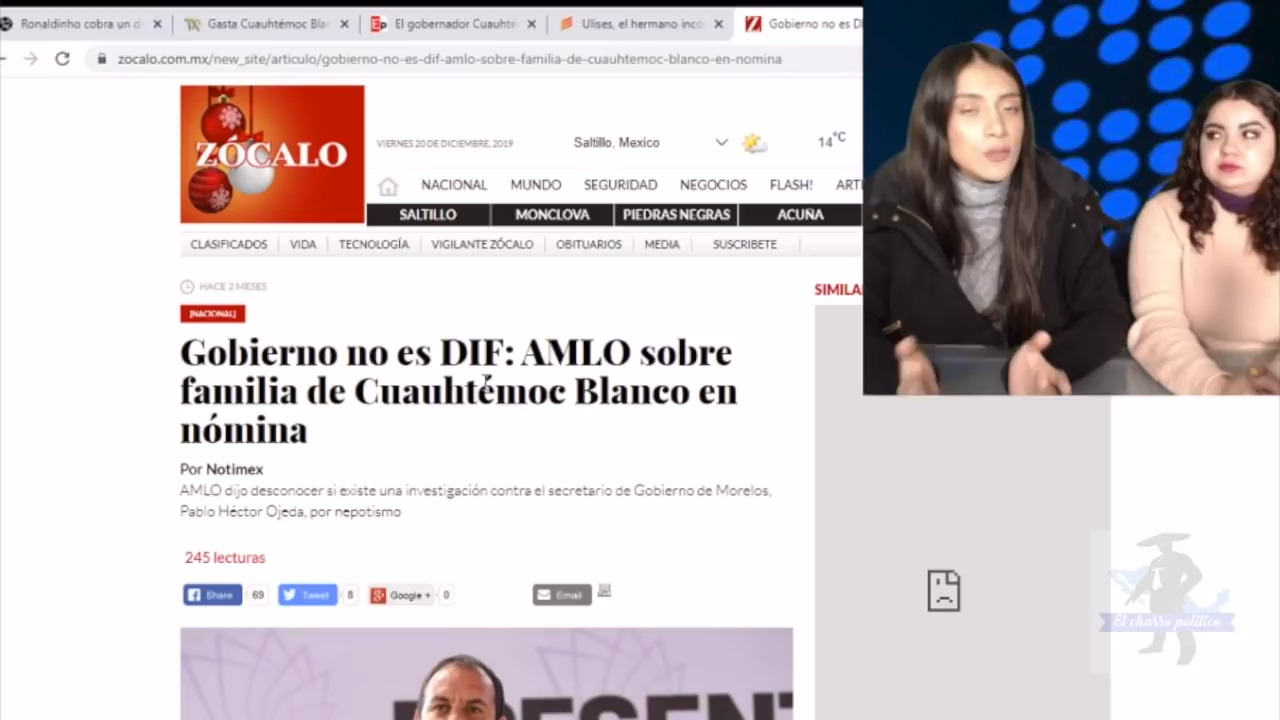 Ronaldinho cobra un d
Gasta Cuauhtémoc Bla
El gobernador Cuauhté
Ulises, el hermano incó
Gobierno no es DI
zocalo.com.mx/new_site/articulo/gobierno-no-es-dif-amlo-sobre-familia-de-cuauhtemoc-blanco-en-nomina
ZÓCALO
VIERNES 20 DE DICIEMBRE, 2019
Saltillo, Mexico
14°C
NACIONAL MUNDO SEGURIDAD NEGOCIOS FLASH! ARTI
SALTILLO MONCLOVA PIEDRAS NEGRAS ACUÑA
CLASIFICADOS VIDA TECNOLOGÍA VIGILANTE ZÓCALO OBITUARIOS MEDIA SUSCRIBETE
HACE 2 MESES
SIMILA
[NACIONAL]
Gobierno no es DIF: AMLO sobre
familia de Cuauhtémoc Blanco en
nómina
Por Notimex
AMLO dijo desconocer si existe una investigación contra el secretario de Gobierno de Morelos,
Pablo Héctor Ojeda, por nepotismo
245 lecturas
Share 69 Tweet 8 Google + 0 Email
El charro político